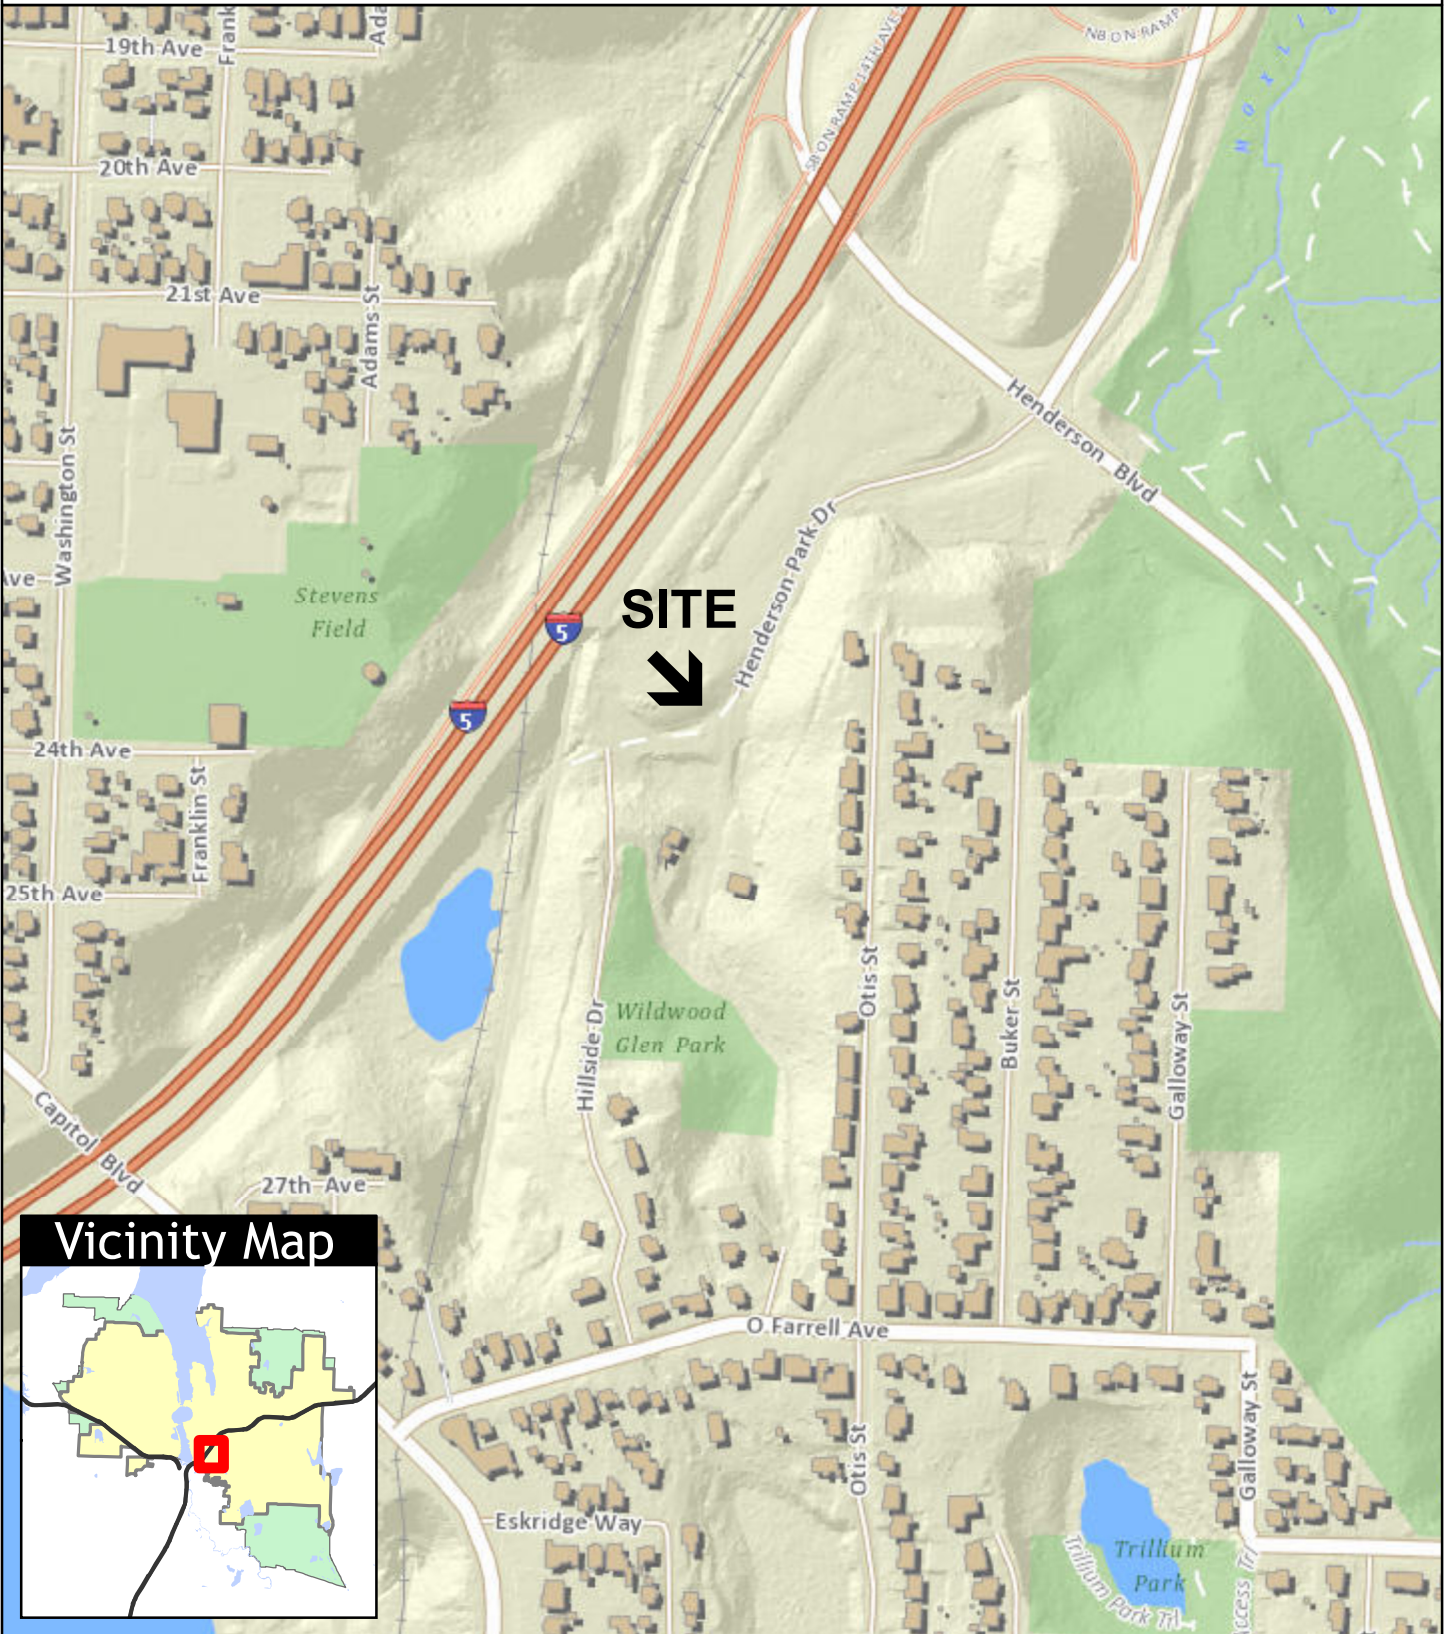 19th Ave
Frank
Ada
SB ON RAMP 14TH AVE
NB ON RAMP
M O X L I E
20th Ave
21st Ave
Adams St
Henderson Blvd
Washington St
Henderson Park Dr
Ave
Stevens
Field
SITE
5
5
24th Ave
Franklin St
25th Ave
Otis St
Buker St
Galloway St
Wildwood
Glen Park
Hillside Dr
Capitol Blvd
27th Ave
Vicinity Map
O Farrell Ave
Otis St
Galloway St
Eskridge Way
Trillium
Park
Trillium Park Trl
ccess Trl